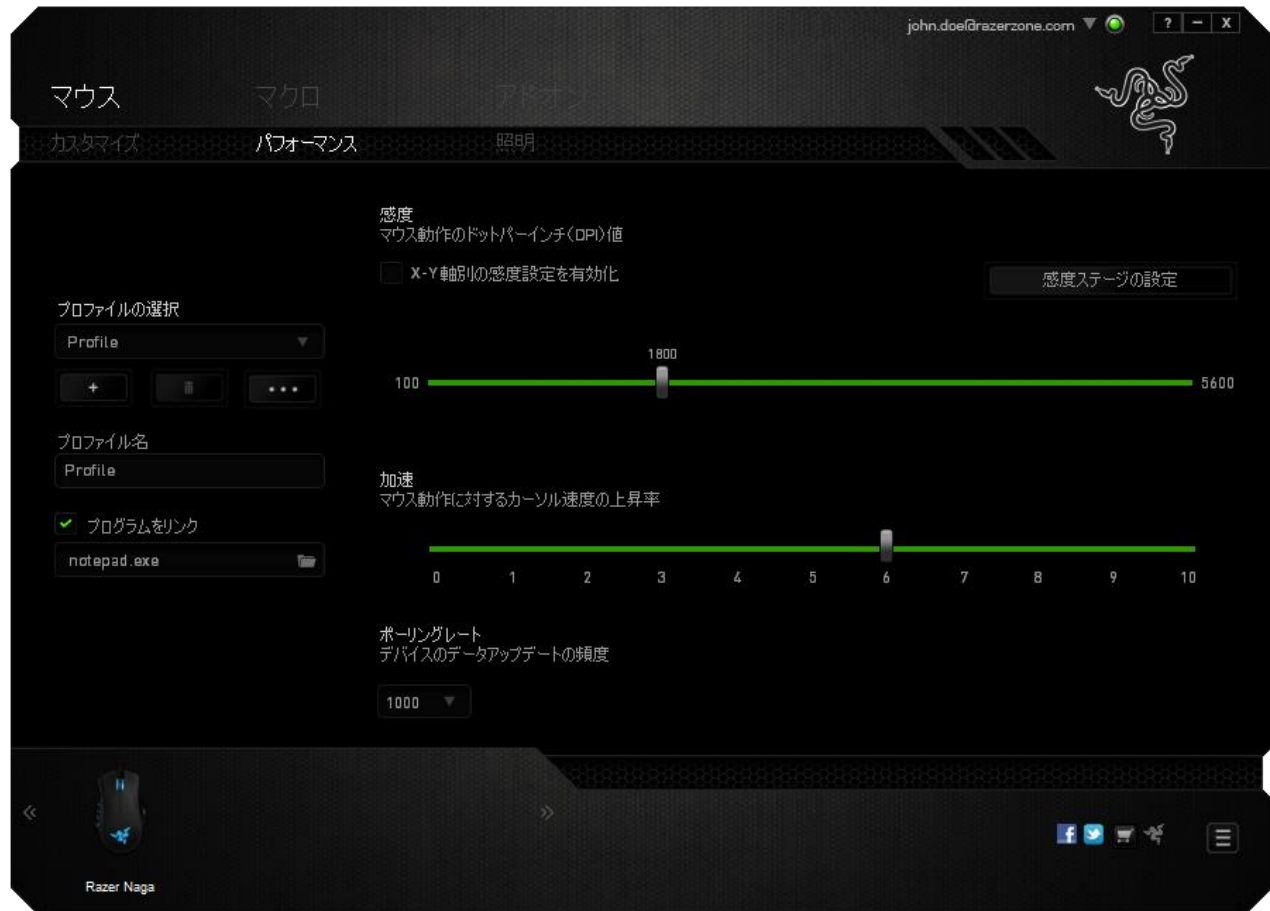 john.doe@razerzone.com
? - X
マウス マクロ アドオン
カスタマイズ パフォーマンス 照明
感度
マウス動作のドットパーインチ(DPI)値
X-Y軸別の感度設定を有効化
感度ステージの設定
プロファイルの選択
Profile
+
1800
100
5600
プロファイル名
Profile
プログラムをリンク
notepad.exe
加速
マウス動作に対するカーソル速度の上昇率
0 1 2 3 4 5 6 7 8 9 10
ポーリングレート
デバイスのデータアップデートの頻度
1000
Razer Naga